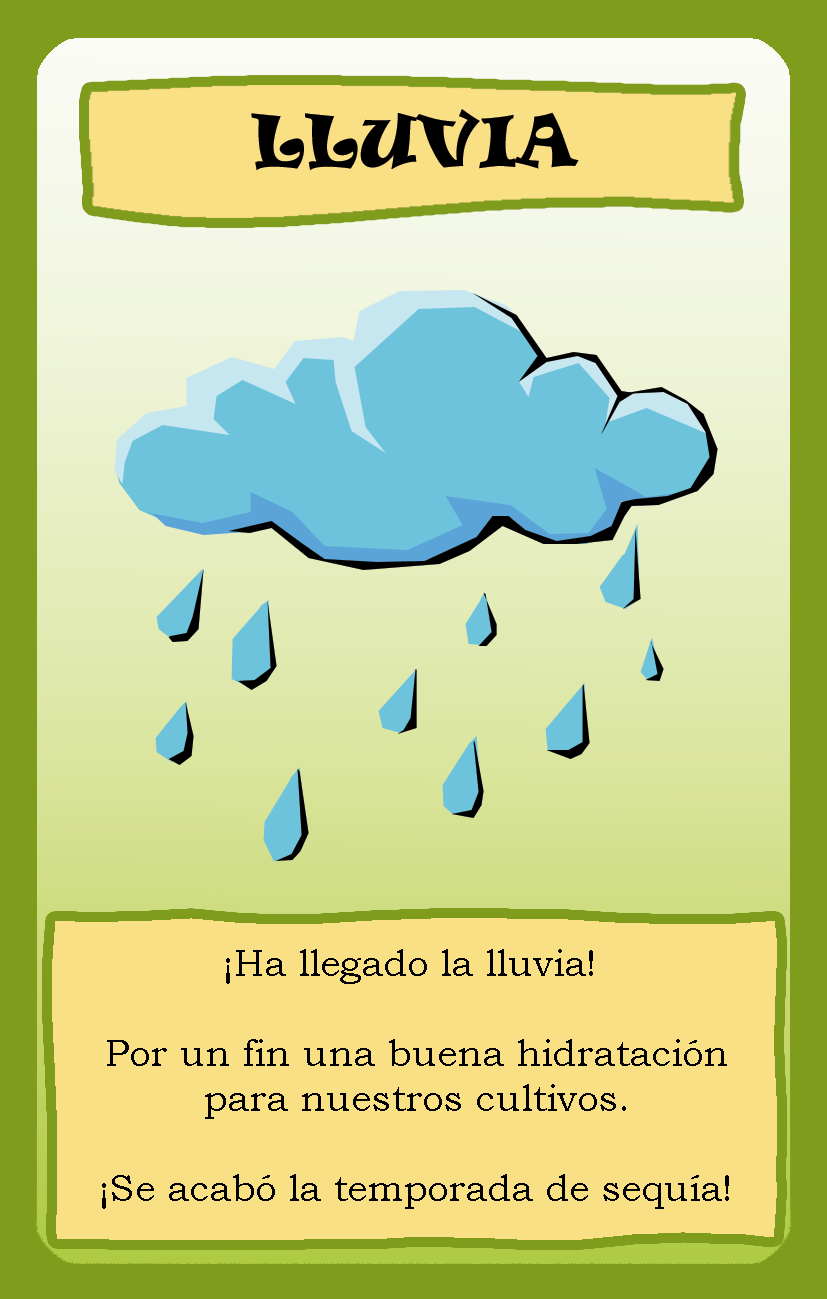 LLUVIA
¡Ha llegado la lluvia!
Por un fin una buena hidratación
para nuestros cultivos.
¡Se acabó la temporada de sequía!